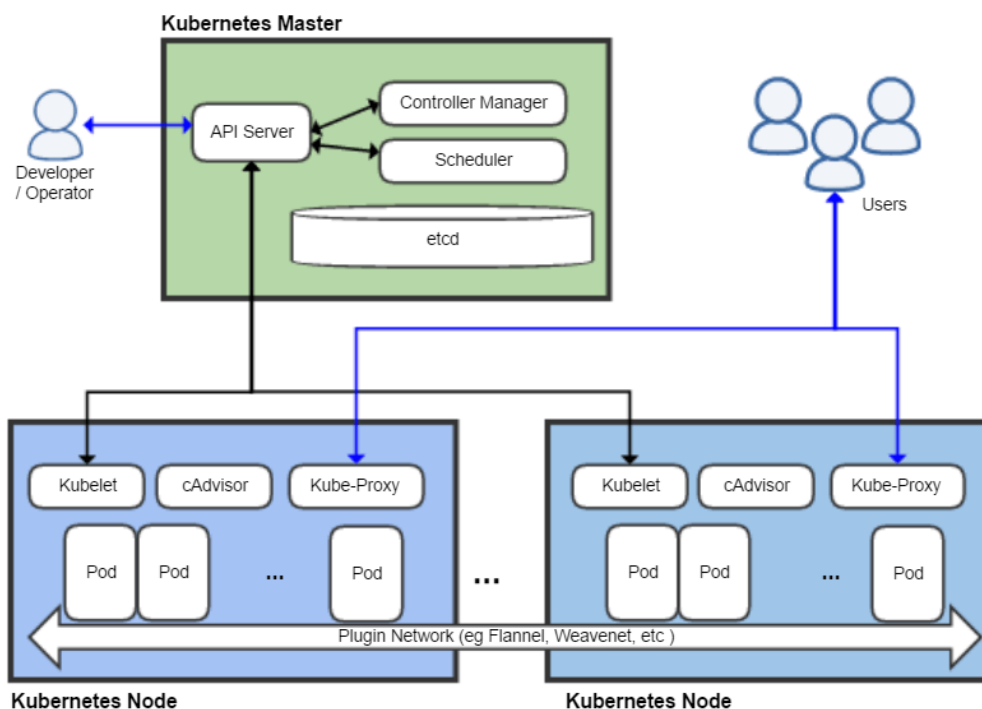 Kubernetes Master
API Server
Controller Manager
Scheduler
etcd
Developer
/ Operator
Users
Kubelet
cAdvisor
Kube-Proxy
Pod
Pod
...
Pod
...
Kubelet
cAdvisor
Kube-Proxy
Pod
Pod
...
Pod
Plugin Network (eg Flannel, Weavenet, etc )
Kubernetes Node
Kubernetes Node